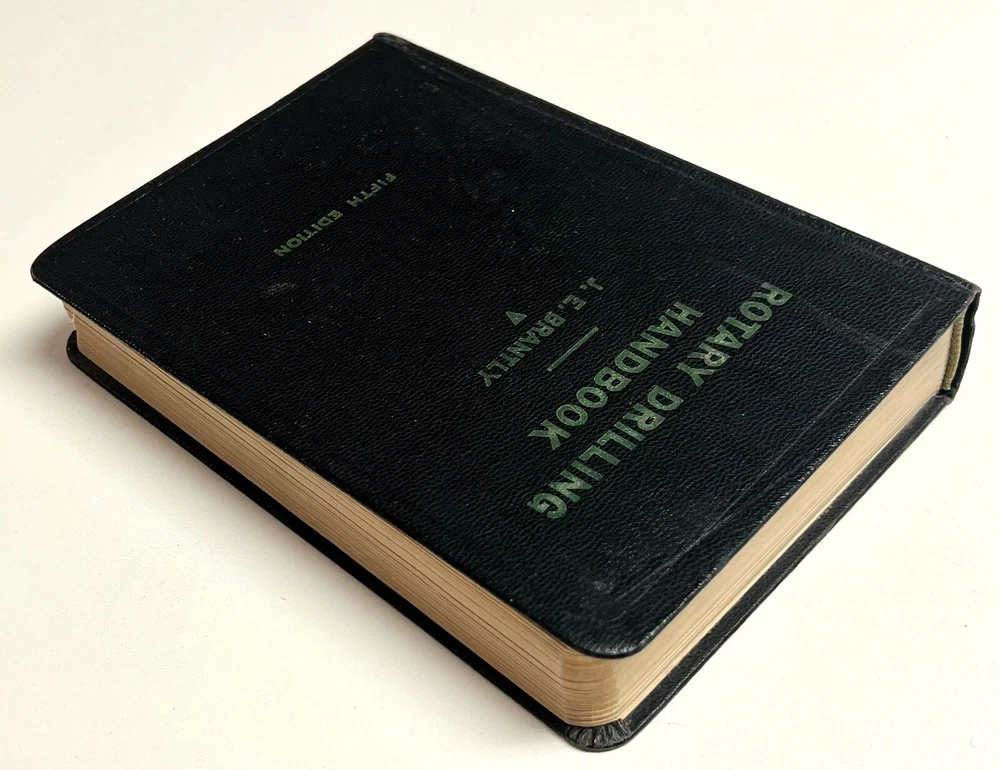 ROTARY DRILLING
HANDBOOK
J. E. BRANTLY
FIFTH EDITION